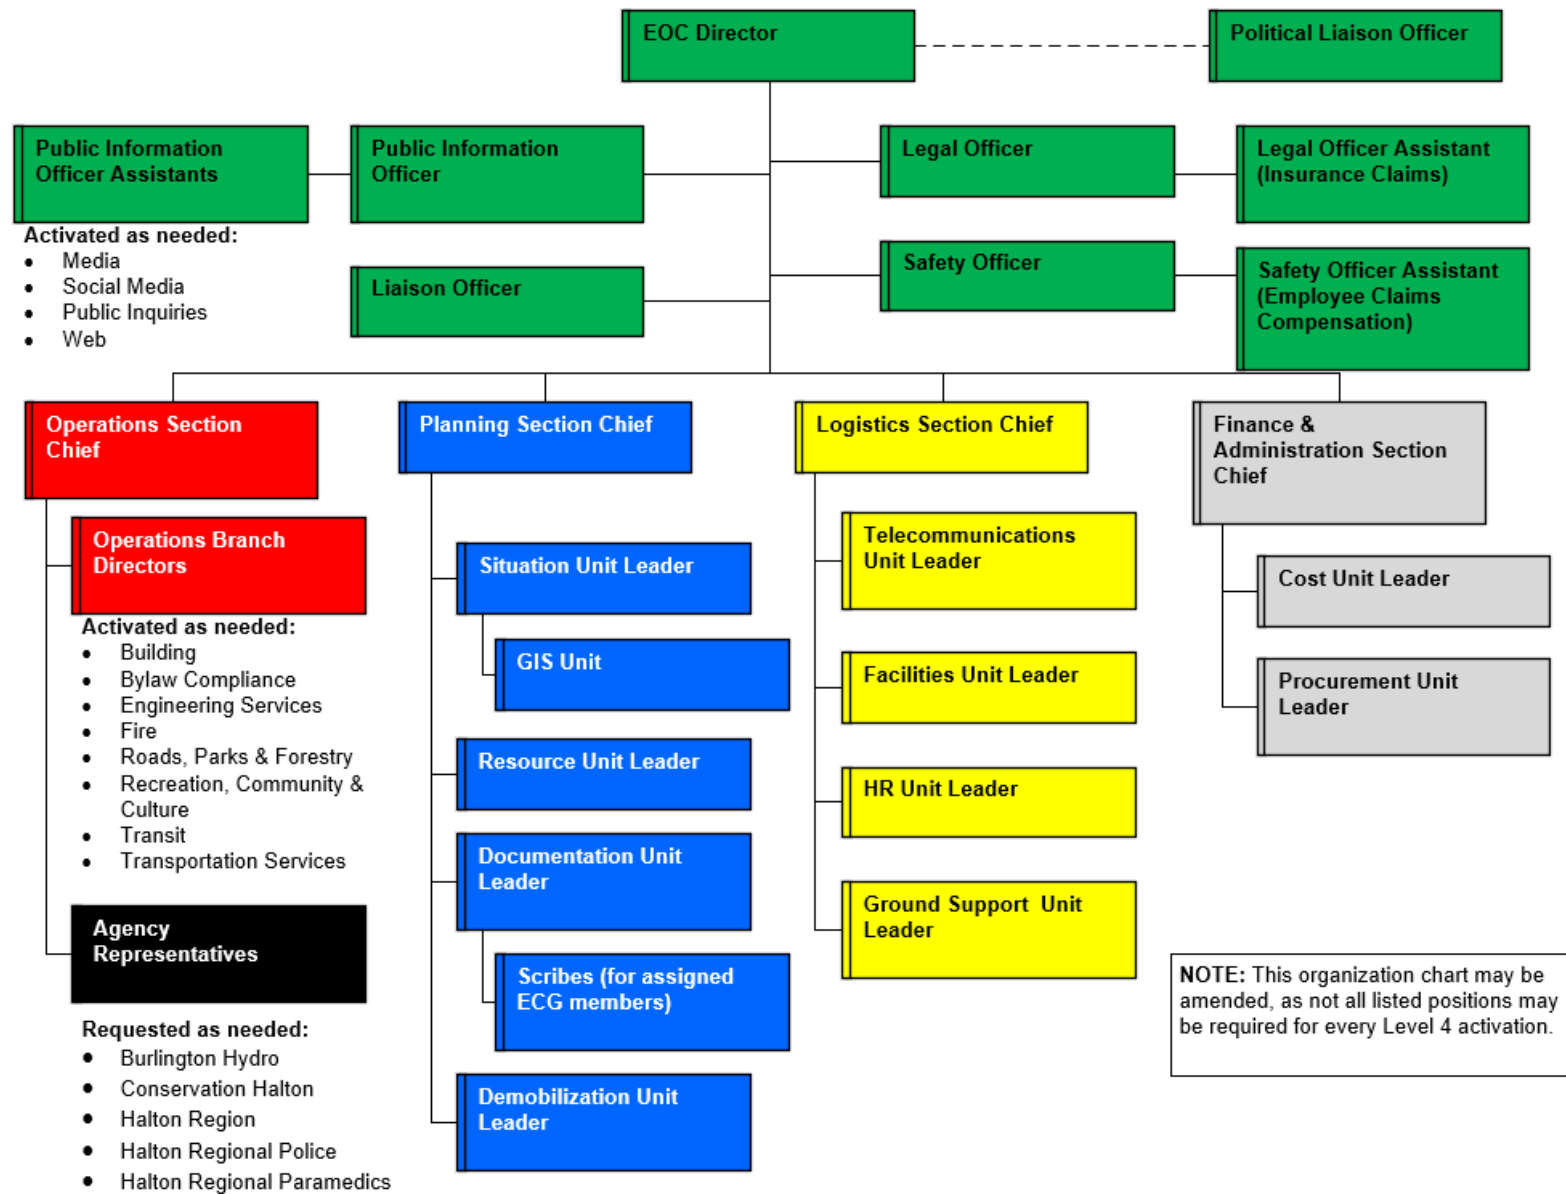 EOC Director
Political Liaison Officer
Public Information
Officer Assistants
Public Information
Officer
Legal Officer
Legal Officer Assistant
(Insurance Claims)
Activated as needed:
• Media
• Social Media
• Public Inquiries
• Web
Liaison Officer
Safety Officer
Safety Officer Assistant
(Employee Claims
Compensation)
Operations Section
Chief
Operations Branch
Directors
Activated as needed:
• Building
• Bylaw Compliance
• Engineering Services
• Fire
• Roads, Parks & Forestry
• Recreation, Community &
Culture
• Transit
• Transportation Services
Agency
Representatives
Requested as needed:
• Burlington Hydro
• Conservation Halton
• Halton Region
• Halton Regional Police
• Halton Regional Paramedics
Planning Section Chief
Situation Unit Leader
GIS Unit
Resource Unit Leader
Documentation Unit
Leader
Scribes (for assigned
ECG members)
Demobilization Unit
Leader
Logistics Section Chief
Telecommunications
Unit Leader
Facilities Unit Leader
HR Unit Leader
Ground Support Unit
Leader
Finance &
Administration Section
Chief
Cost Unit Leader
Procurement Unit
Leader
NOTE: This organization chart may be
amended, as not all listed positions may
be required for every Level 4 activation.